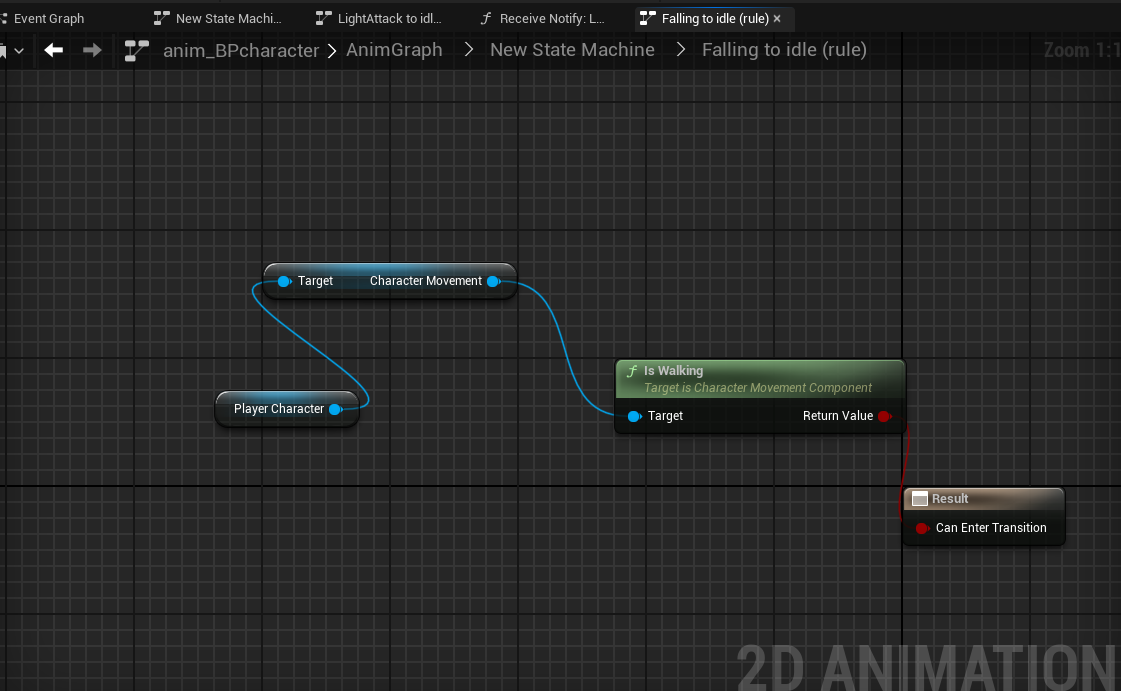 Event Graph
New State Machi...
LightAttack to idl...
Receive Notify: L...
Falling to idle (rule)
anim_BPcharacter > AnimGraph > New State Machine > Falling to idle (rule)
Zoom 1:1
Target Character Movement
Player Character
f Is Walking
Target is Character Movement Component
Target Return Value
Result
Can Enter Transition
2D ANIMATION